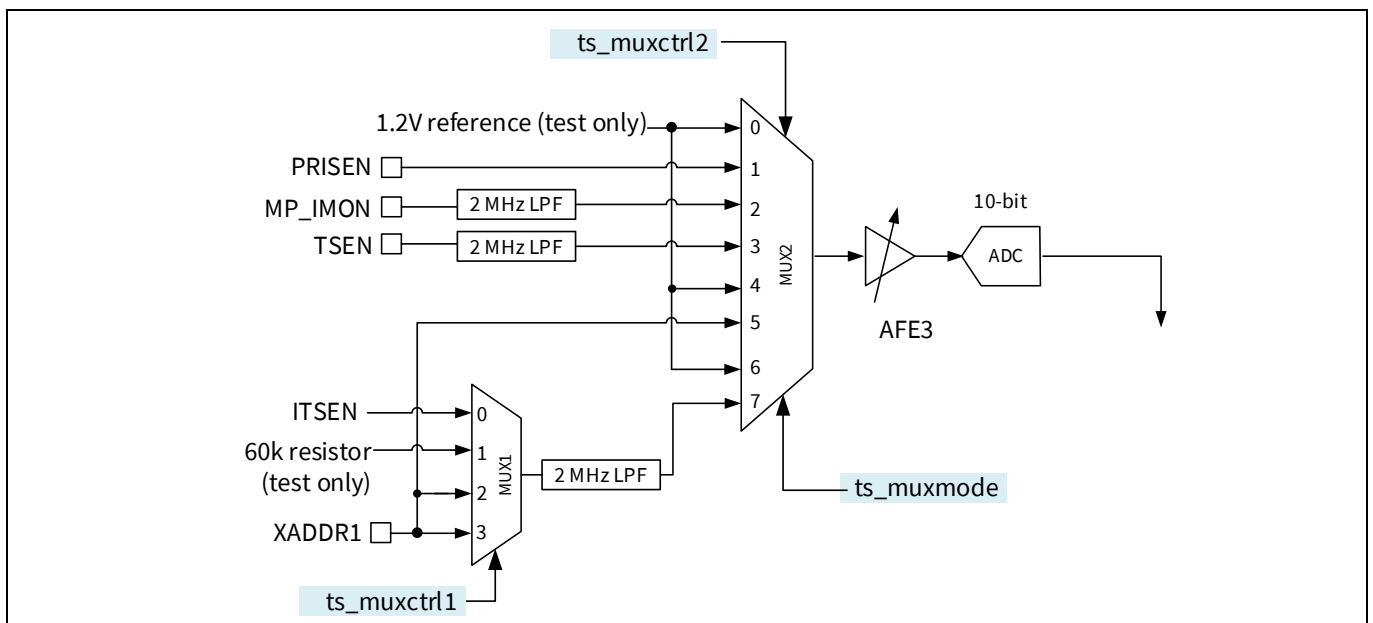 ts_muxctrl2
1.2V reference (test only)
0
PRISEN
1
10-bit
MP_IMON
2 MHz LPF
2
TSEN
2 MHz LPF
3
MUX2
ADC
4
5
AFE3
6
ITSEN
0
7
60k resistor
(test only)
1
MUX1
2 MHz LPF
ts_muxmode
2
XADDR1
3
ts_muxctrl1